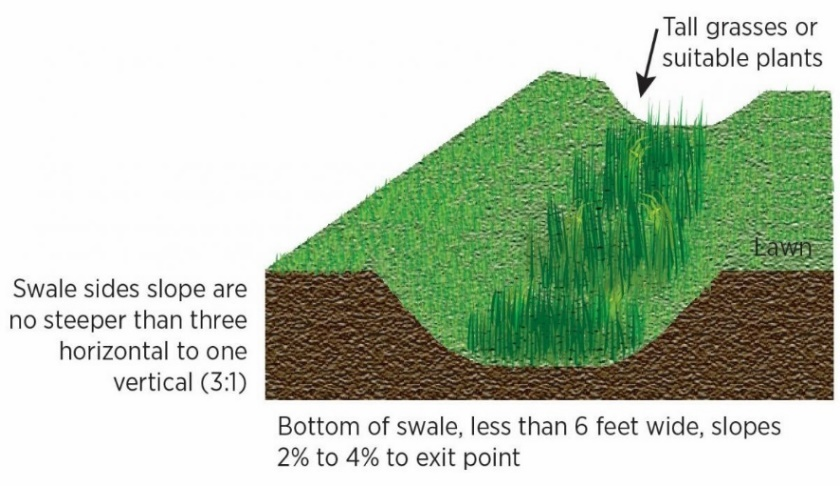 Tall grasses or
suitable plants
Lawn
Swale sides slope are
no steeper than three
horizontal to one
vertical (3:1)
Bottom of swale, less than 6 feet wide, slopes
2% to 4% to exit point